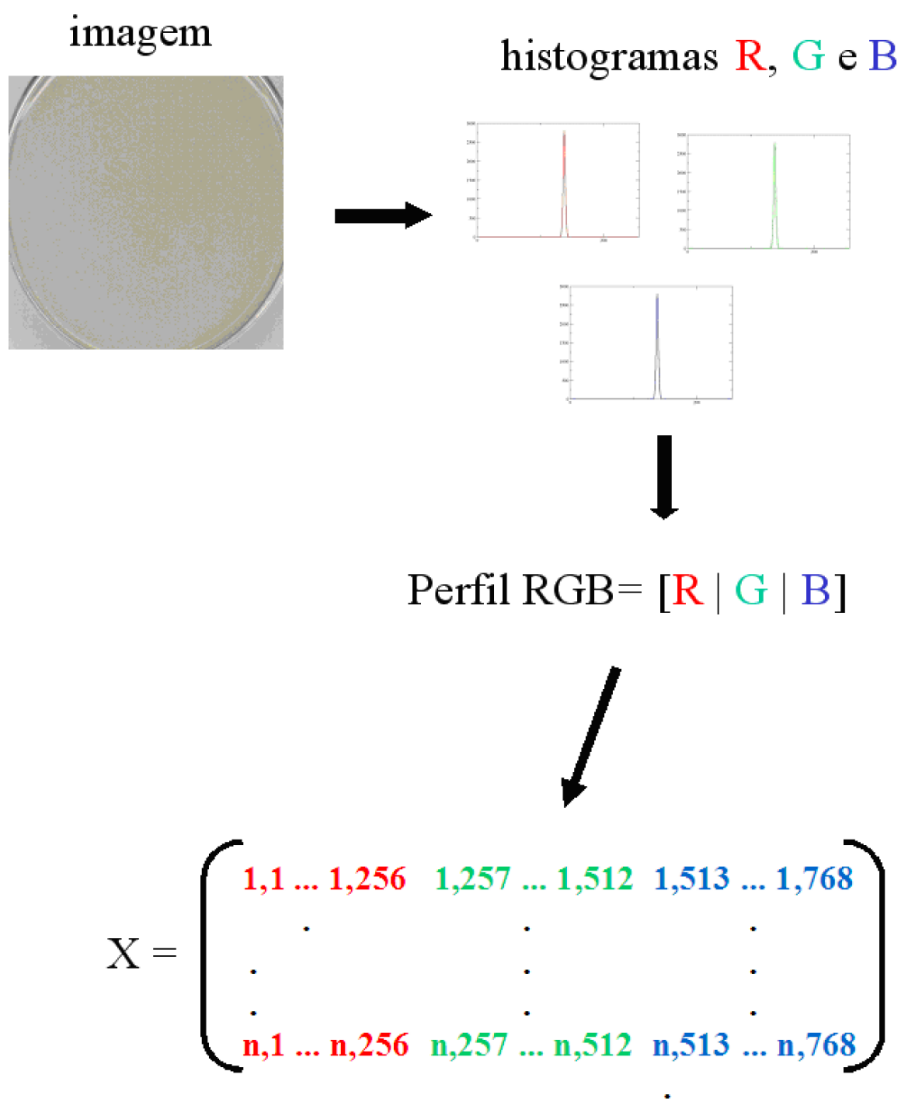 imagem
histogramas R, G e B
Perfil RGB= [R | G | B]
X =
1,1 ... 1,256 1,257 ... 1,512 1,513 ... 1,768
n,1 ... n,256 n,257 ... n,512 n,513 ... n,768